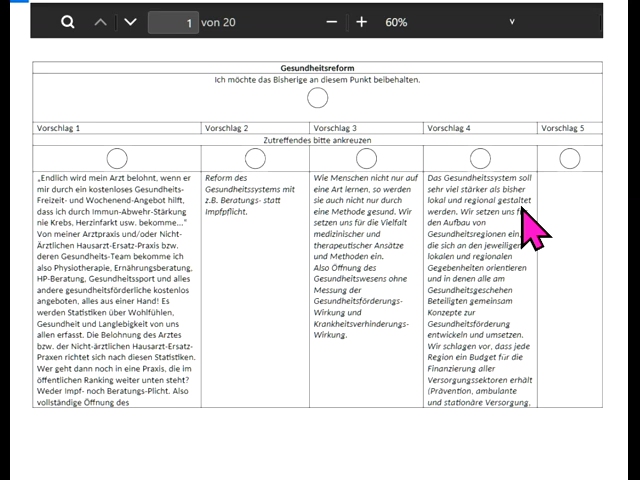 1 von 20 60%
Gesundheitsreform
Ich möchte das Bisherige an diesem Punkt beibehalten.
Vorschlag 1 Vorschlag 2 Vorschlag 3 Vorschlag 4 Vorschlag 5
Zutreffendes bitte ankreuzen
„Endlich wird mein Arzt belohnt, wenn er
mir durch ein kostenloses Gesundheits-
Freizeit- und Wochenend-Angebot hilft,
dass ich durch Immun-Abwehr-Stärkung
nie Krebs, Herzinfarkt usw. bekomme...“
Von meiner Arztpraxis und/oder Nicht-
Ärztlichen Hausarzt-Ersatz-Praxis bzw.
deren Gesundheits-Team bekomme ich
also Physiotherapie, Ernährungsberatung,
HP-Beratung, Gesundheitssport und alles
andere gesundheitsförderliche kostenlos
angeboten, alles aus einer Hand! Es
werden Statistiken über Wohlfühlen,
Gesundheit und Langlebigkeit von uns
allen erfasst. Die Belohnung des Arztes
bzw. der Nicht-ärztlichen Hausarzt-Ersatz-
Praxen richtet sich nach diesen Statistiken.
Wer geht dann noch in eine Praxis, die im
öffentlichen Ranking weiter unten steht?
Weder Impf- noch Beratungs-Plicht. Also
vollständige Öffnung des
Reform des
Gesundheitssystems mit
z.B. Beratungs- statt
Impfpflicht.
Wie Menschen nicht nur auf
eine Art lernen, so werden
sie auch nicht nur durch
eine Methode gesund. Wir
setzen uns für die Vielfalt
medizinischer und
therapeutischer Ansätze
und Methoden ein.
Also Öffnung des
Gesundheitswesens ohne
Messung der
Gesundheitsförderungs-
Wirkung und
Krankheitsverhinderungs-
Wirkung.
Das Gesundheitssystem soll
sehr viel stärker als bisher
lokal und regional gestaltet
werden. Wir setzen uns für
den Aufbau von
Gesundheitsregionen ein,
die sich an den jeweiligen
lokalen und regionalen
Gegebenheiten orientieren
und in denen alle am
Gesundheitsgeschehen
Beteiligten gemeinsam
Konzepte zur
Gesundheitsförderung
entwickeln und umsetzen.
Wir schlagen vor, dass jede
Region ein Budget für die
Finanzierung aller
Versorgungssektoren erhält
(Prävention, ambulante
und stationäre Versorgung,